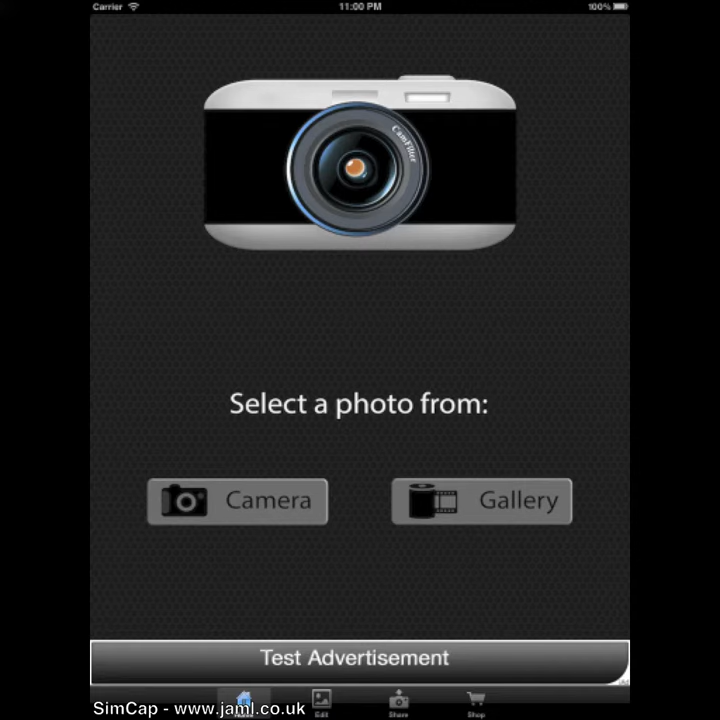 Carrier 11:00 PM 100%
CamFilter
Select a photo from:
Camera Gallery
Test Advertisement
Edit Share Shop
SimCap - www.jaml.co.uk